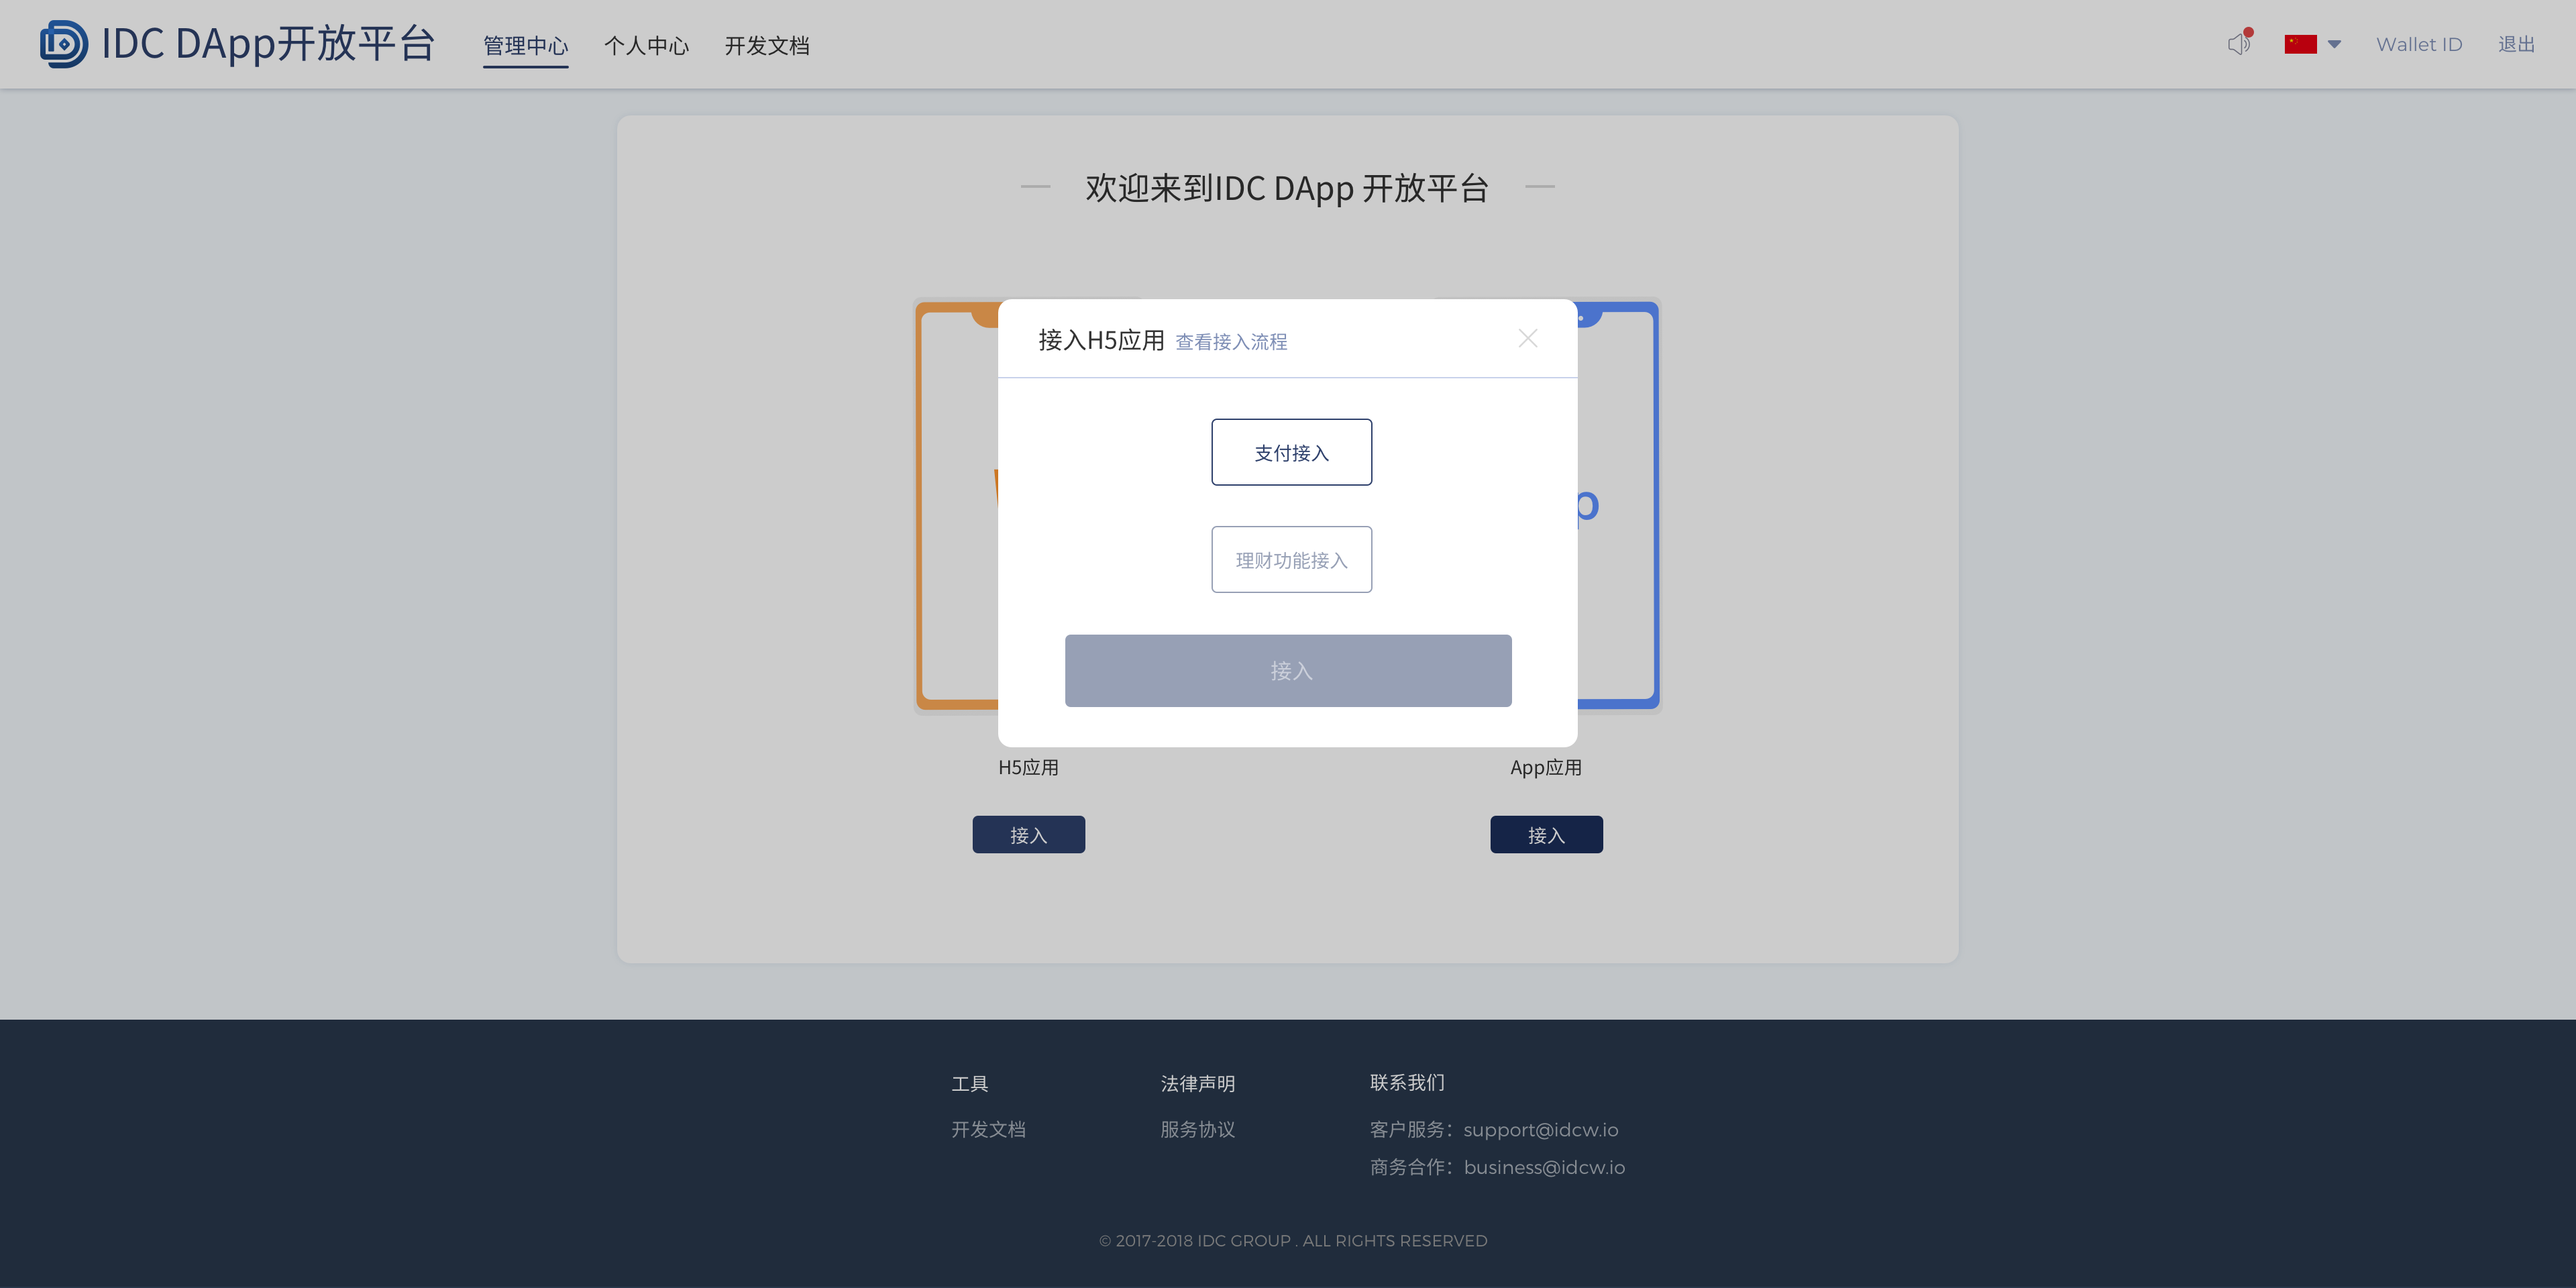 IDC DApp开放平台
管理中心 个人中心 开发文档
Wallet ID 退出
欢迎来到IDC DApp 开放平台
接入H5应用 查看接入流程
支付接入
理财功能接入
接入
H5应用
App应用
接入
接入
工具
开发文档
法律声明
服务协议
联系我们
客户服务：support@idcw.io
商务合作：business@idcw.io
© 2017-2018 IDC GROUP . ALL RIGHTS RESERVED